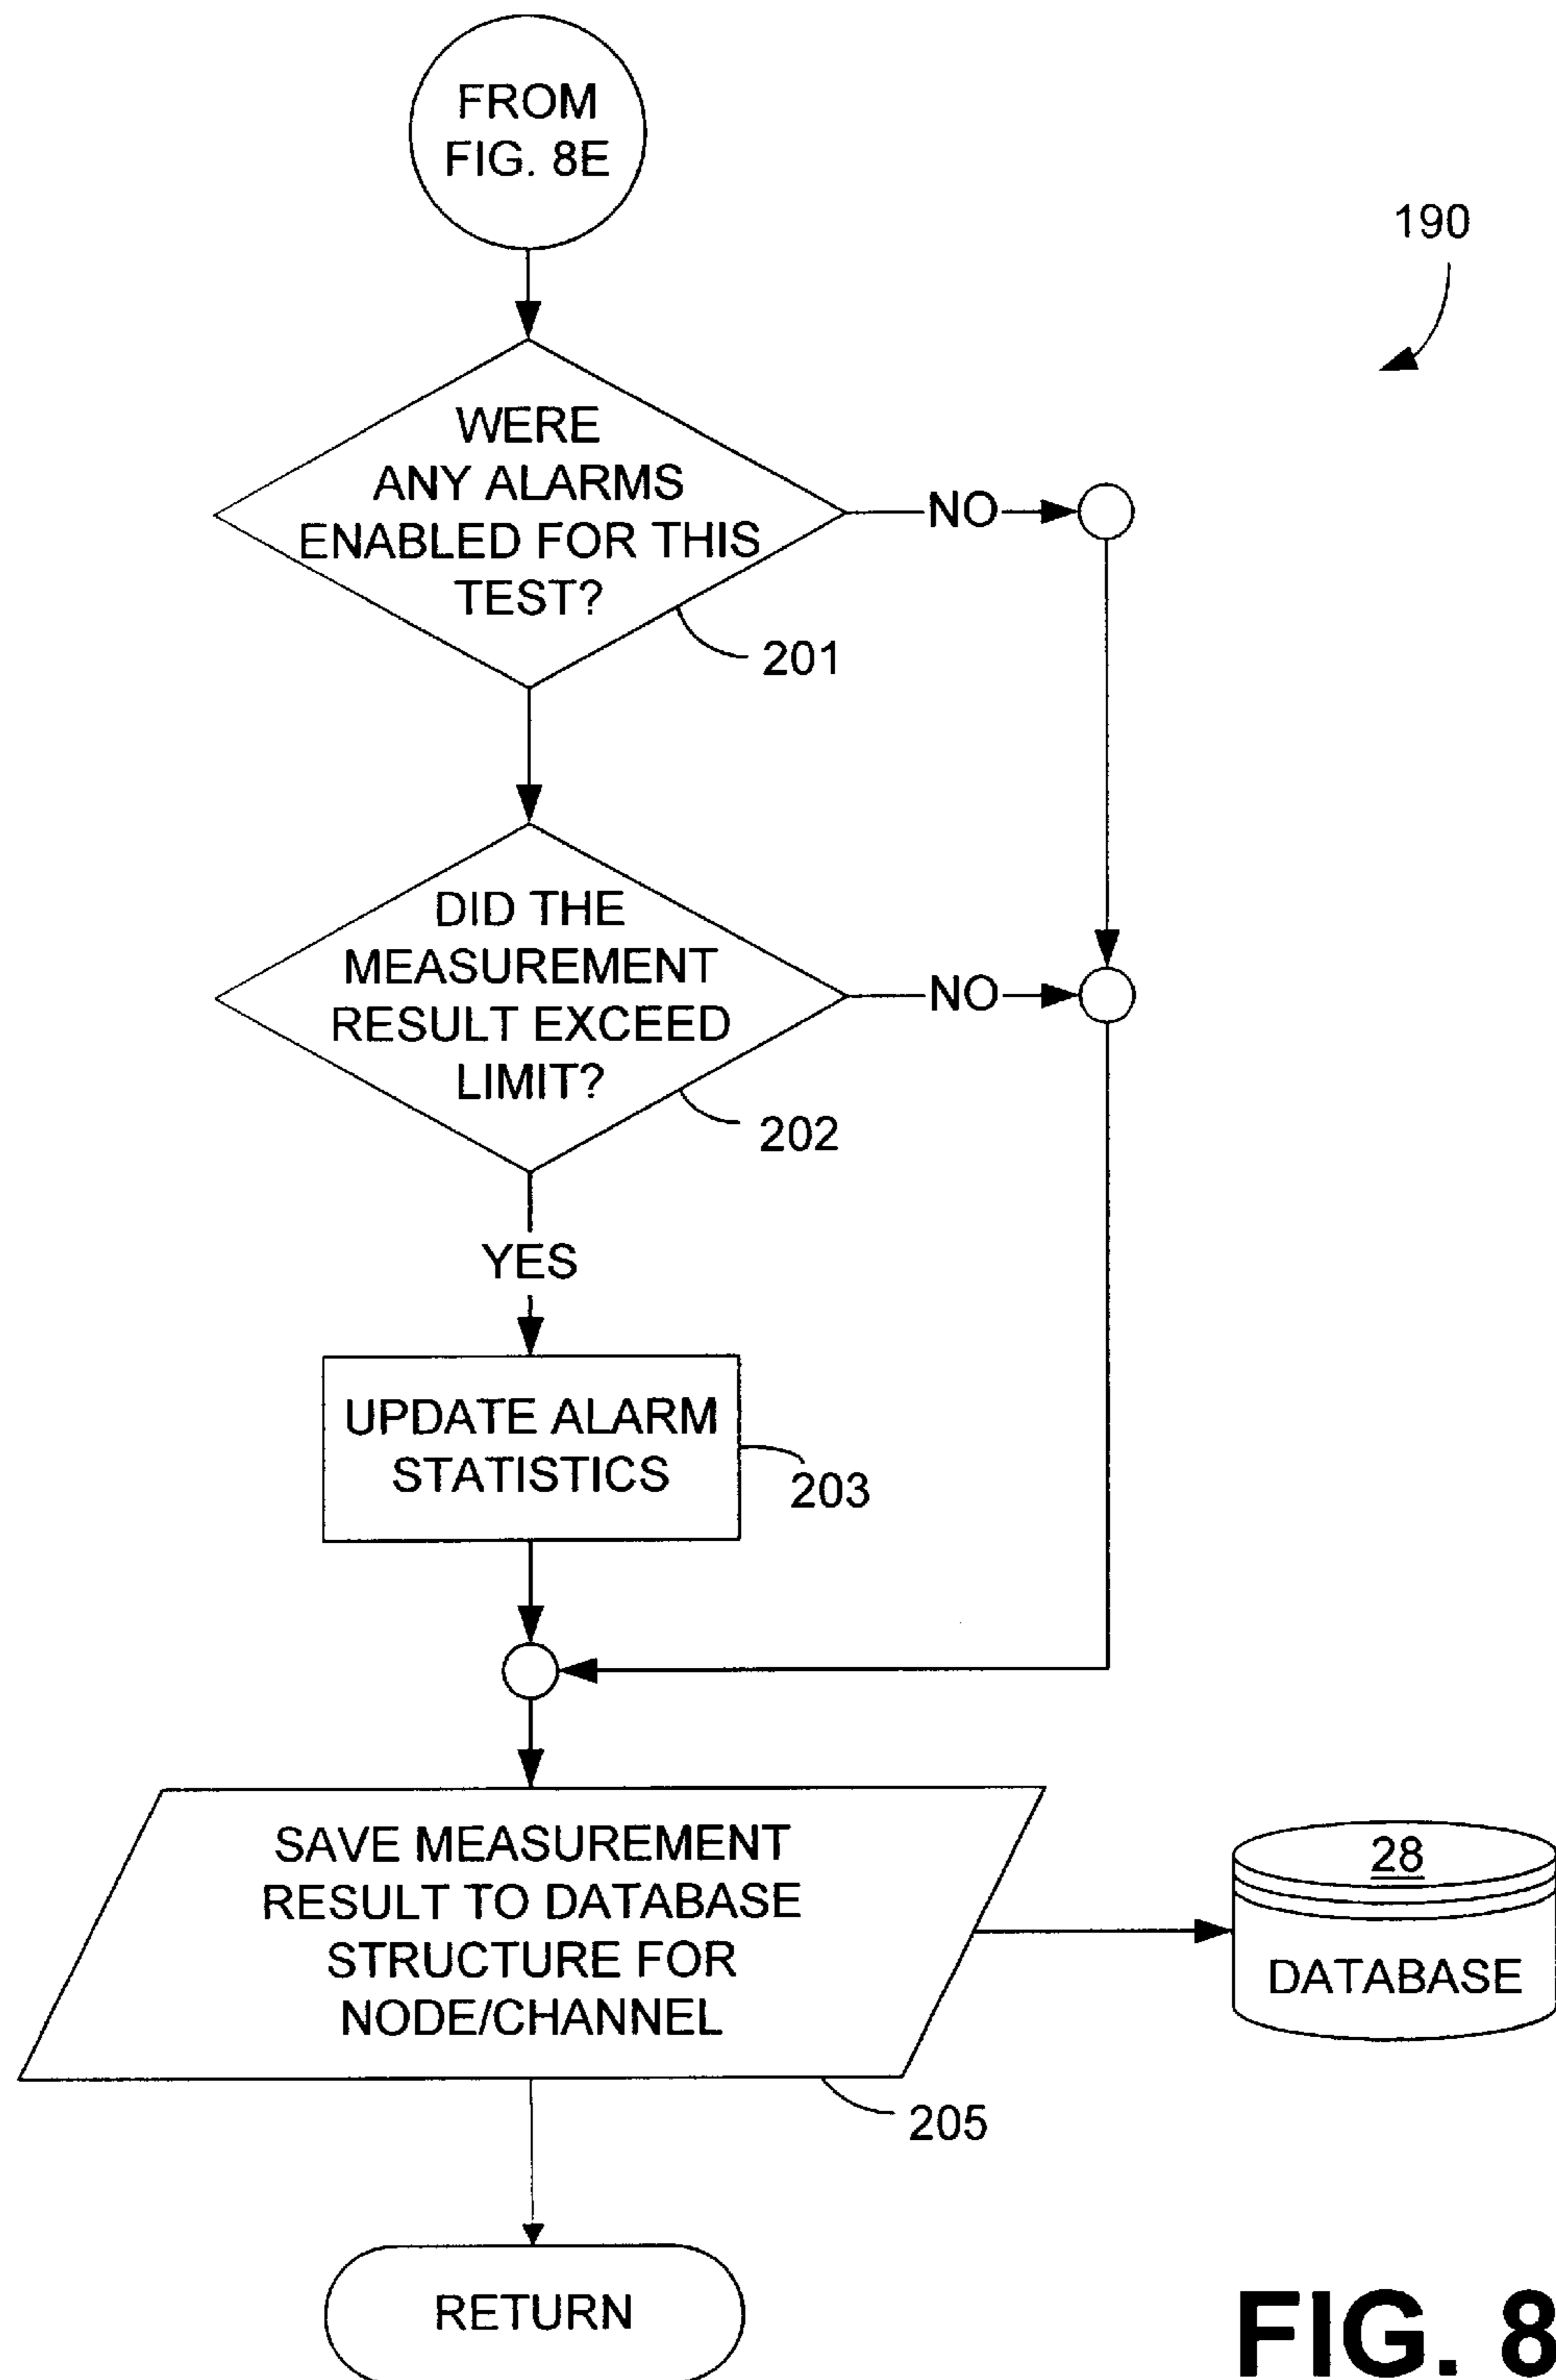 FROM
FIG. 8E
190
WERE
ANY ALARMS
ENABLED FOR THIS
TEST?
NO
201
DID THE
MEASUREMENT
RESULT EXCEED
LIMIT?
NO
202
YES
UPDATE ALARM
STATISTICS
203
SAVE MEASUREMENT
RESULT TO DATABASE
STRUCTURE FOR
NODE/CHANNEL
28
DATABASE
205
RETURN
FIG. 8